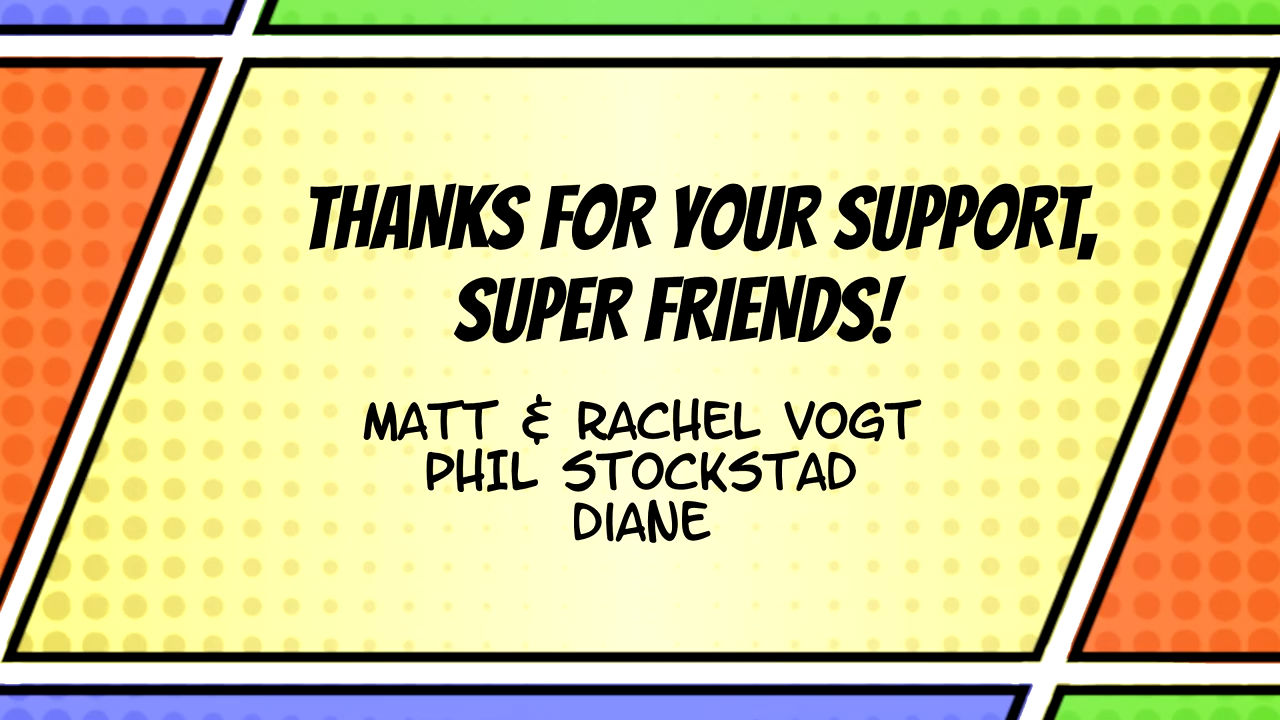 THANKS FOR YOUR SUPPORT,
SUPER FRIENDS!
MATT & RACHEL VOGT
PHIL STOCKSTAD
DIANE